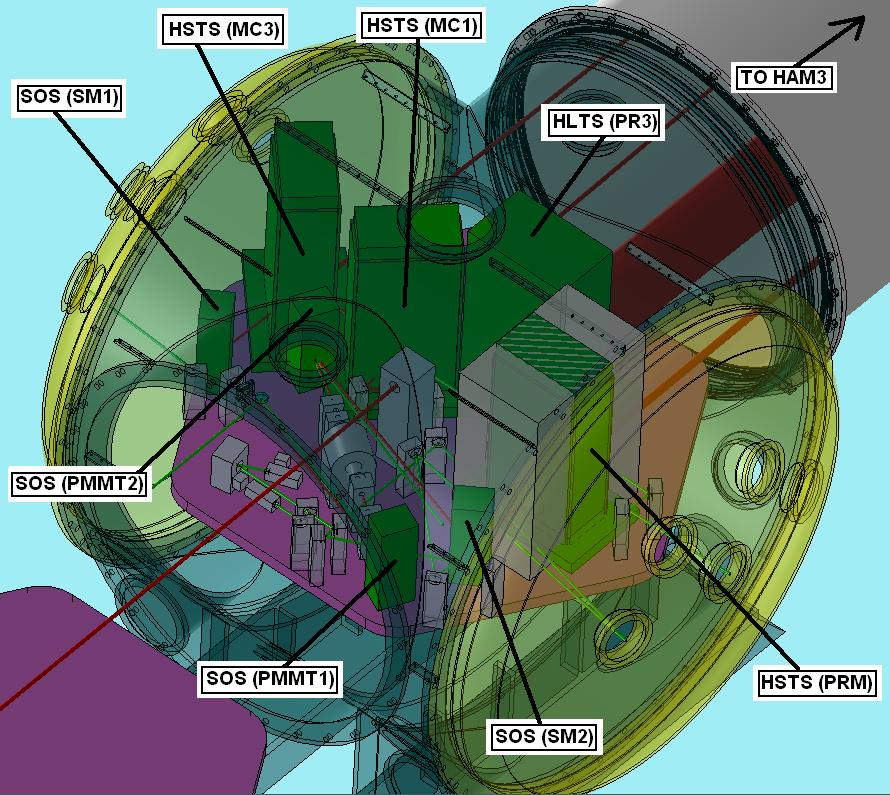 HSTS (MC3)
HSTS (MC1)
TO HAM3
SOS (SM1)
HLTS (PR3)
SOS (PMMT2)
SOS (PMMT1)
HSTS (PRM)
SOS (SM2)